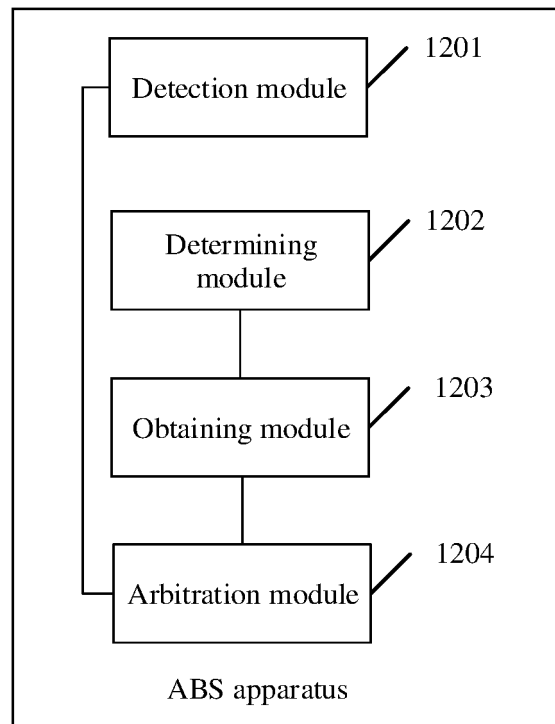 1201
Detection module
1202
Determining
module
1203
Obtaining module
1204
Arbitration module
ABS apparatus